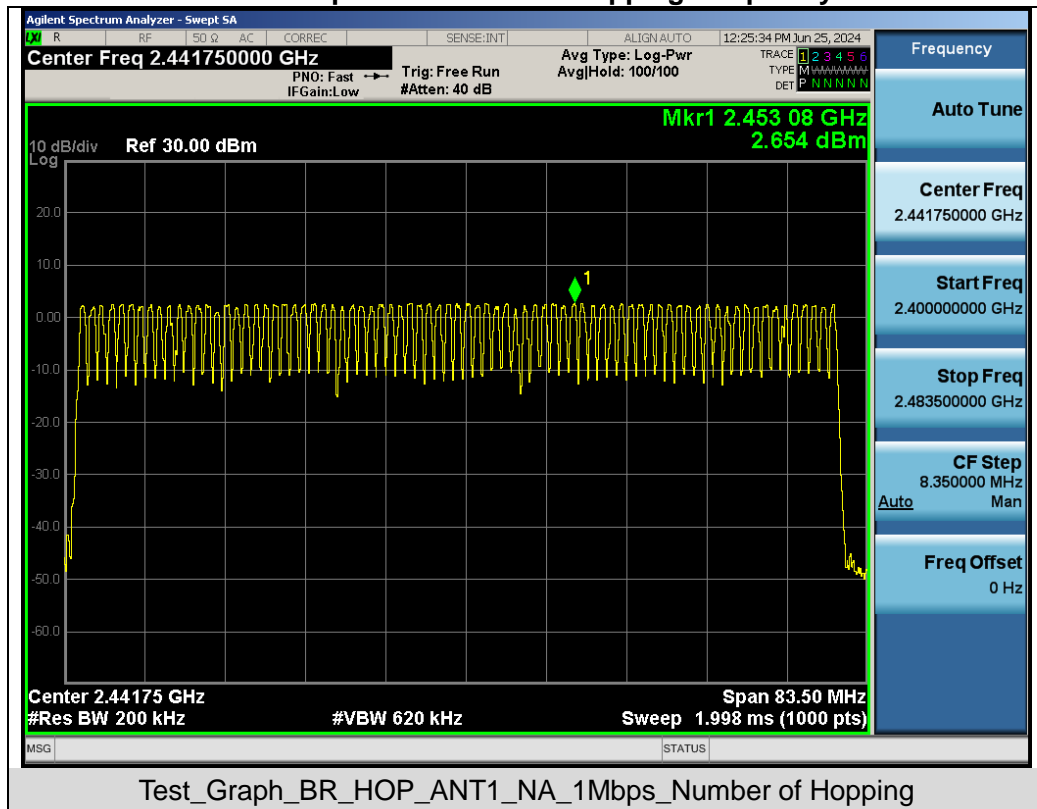 Agilent Spectrum Analyzer - Swept SA
LXI R RF 50 Ω AC CORREC SENSE:INT ALIGN AUTO 12:25:34 PM Jun 25, 2024
Center Freq 2.441750000 GHz
PNO: Fast
IFGain:Low
Trig: Free Run
#Atten: 40 dB
Avg Type: Log-Pwr
Avg|Hold: 100/100
TRACE 1 2 3 4 5 6
TYPE M WWWWW
DET P N N N N N
Mkr1 2.453 08 GHz
2.654 dBm
10 dB/div Ref 30.00 dBm
Log
20.0
10.0
0.00
-10.0
-20.0
-30.0
-40.0
-50.0
-60.0
1
Center 2.44175 GHz
Span 83.50 MHz
#Res BW 200 kHz
#VBW 620 kHz
Sweep 1.998 ms (1000 pts)
MSG
STATUS
Frequency
Auto Tune
Center Freq
2.441750000 GHz
Start Freq
2.400000000 GHz
Stop Freq
2.483500000 GHz
CF Step
8.350000 MHz
Auto Man
Freq Offset
0 Hz
Test_Graph_BR_HOP_ANT1_NA_1Mbps_Number of Hopping